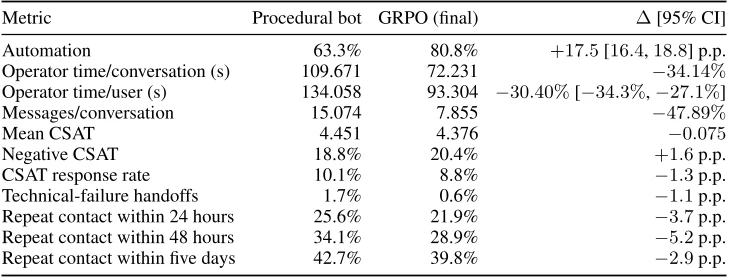 Metric Procedural bot GRPO (final) Δ [95% CI]
Automation 63.3% 80.8% +17.5 [16.4, 18.8] p.p.
Operator time/conversation (s) 109.671 72.231 −34.14%
Operator time/user (s) 134.058 93.304 −30.40% [−34.3%, −27.1%]
Messages/conversation 15.074 7.855 −47.89%
Mean CSAT 4.451 4.376 −0.075
Negative CSAT 18.8% 20.4% +1.6 p.p.
CSAT response rate 10.1% 8.8% −1.3 p.p.
Technical-failure handoffs 1.7% 0.6% −1.1 p.p.
Repeat contact within 24 hours 25.6% 21.9% −3.7 p.p.
Repeat contact within 48 hours 34.1% 28.9% −5.2 p.p.
Repeat contact within five days 42.7% 39.8% −2.9 p.p.